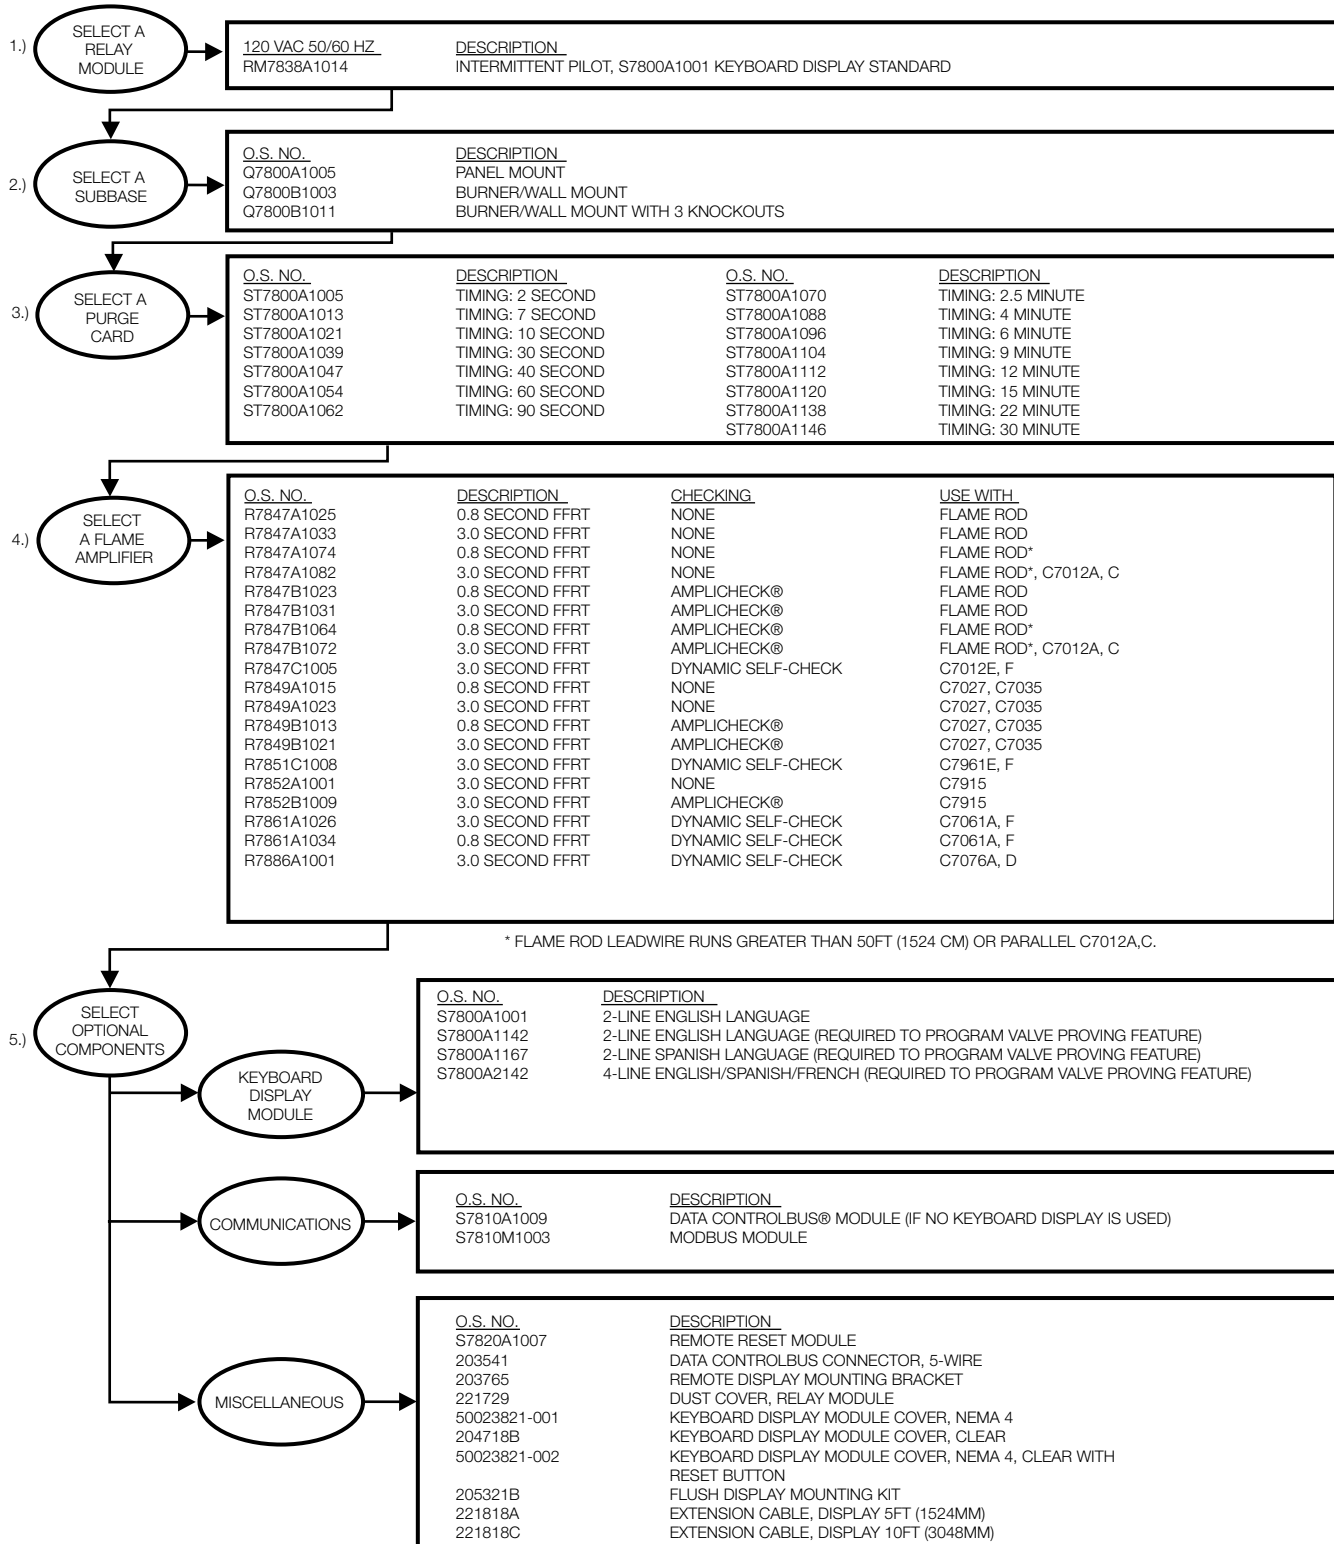 1.)
SELECT A
RELAY
MODULE
120 VAC 50/60 HZ DESCRIPTION
RM7838A1014 INTERMITTENT PILOT, S7800A1001 KEYBOARD DISPLAY STANDARD
2.)
SELECT A
SUBBASE
O.S. NO. DESCRIPTION
Q7800A1005 PANEL MOUNT
Q7800B1003 BURNER/WALL MOUNT
Q7800B1011 BURNER/WALL MOUNT WITH 3 KNOCKOUTS
3.)
SELECT A
PURGE
CARD
O.S. NO. DESCRIPTION O.S. NO. DESCRIPTION
ST7800A1005 TIMING: 2 SECOND ST7800A1070 TIMING: 2.5 MINUTE
ST7800A1013 TIMING: 7 SECOND ST7800A1088 TIMING: 4 MINUTE
ST7800A1021 TIMING: 10 SECOND ST7800A1096 TIMING: 6 MINUTE
ST7800A1039 TIMING: 30 SECOND ST7800A1104 TIMING: 9 MINUTE
ST7800A1047 TIMING: 40 SECOND ST7800A1112 TIMING: 12 MINUTE
ST7800A1054 TIMING: 60 SECOND ST7800A1120 TIMING: 15 MINUTE
ST7800A1062 TIMING: 90 SECOND ST7800A1138 TIMING: 22 MINUTE
ST7800A1146 TIMING: 30 MINUTE
4.)
SELECT
A FLAME
AMPLIFIER
O.S. NO. DESCRIPTION CHECKING USE WITH
R7847A1025 0.8 SECOND FFRT NONE FLAME ROD
R7847A1033 3.0 SECOND FFRT NONE FLAME ROD
R7847A1074 0.8 SECOND FFRT NONE FLAME ROD*
R7847A1082 3.0 SECOND FFRT NONE FLAME ROD*, C7012A, C
R7847B1023 0.8 SECOND FFRT AMPLICHECK® FLAME ROD
R7847B1031 3.0 SECOND FFRT AMPLICHECK® FLAME ROD
R7847B1064 0.8 SECOND FFRT AMPLICHECK® FLAME ROD*
R7847B1072 3.0 SECOND FFRT AMPLICHECK® FLAME ROD*, C7012A, C
R7847C1005 3.0 SECOND FFRT DYNAMIC SELF-CHECK C7012E, F
R7849A1015 0.8 SECOND FFRT NONE C7027, C7035
R7849A1023 3.0 SECOND FFRT NONE C7027, C7035
R7849B1013 0.8 SECOND FFRT AMPLICHECK® C7027, C7035
R7849B1021 3.0 SECOND FFRT AMPLICHECK® C7027, C7035
R7851C1008 3.0 SECOND FFRT DYNAMIC SELF-CHECK C7961E, F
R7852A1001 3.0 SECOND FFRT NONE C7915
R7852B1009 3.0 SECOND FFRT AMPLICHECK® C7915
R7861A1026 3.0 SECOND FFRT DYNAMIC SELF-CHECK C7061A, F
R7861A1034 0.8 SECOND FFRT DYNAMIC SELF-CHECK C7061A, F
R7886A1001 3.0 SECOND FFRT DYNAMIC SELF-CHECK C7076A, D
* FLAME ROD LEADWIRE RUNS GREATER THAN 50FT (1524 CM) OR PARALLEL C7012A,C.
5.)
SELECT
OPTIONAL
COMPONENTS
KEYBOARD
DISPLAY
MODULE
O.S. NO. DESCRIPTION
S7800A1001 2-LINE ENGLISH LANGUAGE
S7800A1142 2-LINE ENGLISH LANGUAGE (REQUIRED TO PROGRAM VALVE PROVING FEATURE)
S7800A1167 2-LINE SPANISH LANGUAGE (REQUIRED TO PROGRAM VALVE PROVING FEATURE)
S7800A2142 4-LINE ENGLISH/SPANISH/FRENCH (REQUIRED TO PROGRAM VALVE PROVING FEATURE)
COMMUNICATIONS
O.S. NO. DESCRIPTION
S7810A1009 DATA CONTROLBUS® MODULE (IF NO KEYBOARD DISPLAY IS USED)
S7810M1003 MODBUS MODULE
MISCELLANEOUS
O.S. NO. DESCRIPTION
S7820A1007 REMOTE RESET MODULE
203541 DATA CONTROLBUS CONNECTOR, 5-WIRE
203765 REMOTE DISPLAY MOUNTING BRACKET
221729 DUST COVER, RELAY MODULE
50023821-001 KEYBOARD DISPLAY MODULE COVER, NEMA 4
204718B KEYBOARD DISPLAY MODULE COVER, CLEAR
50023821-002 KEYBOARD DISPLAY MODULE COVER, NEMA 4, CLEAR WITH
RESET BUTTON
205321B FLUSH DISPLAY MOUNTING KIT
221818A EXTENSION CABLE, DISPLAY 5FT (1524MM)
221818C EXTENSION CABLE, DISPLAY 10FT (3048MM)